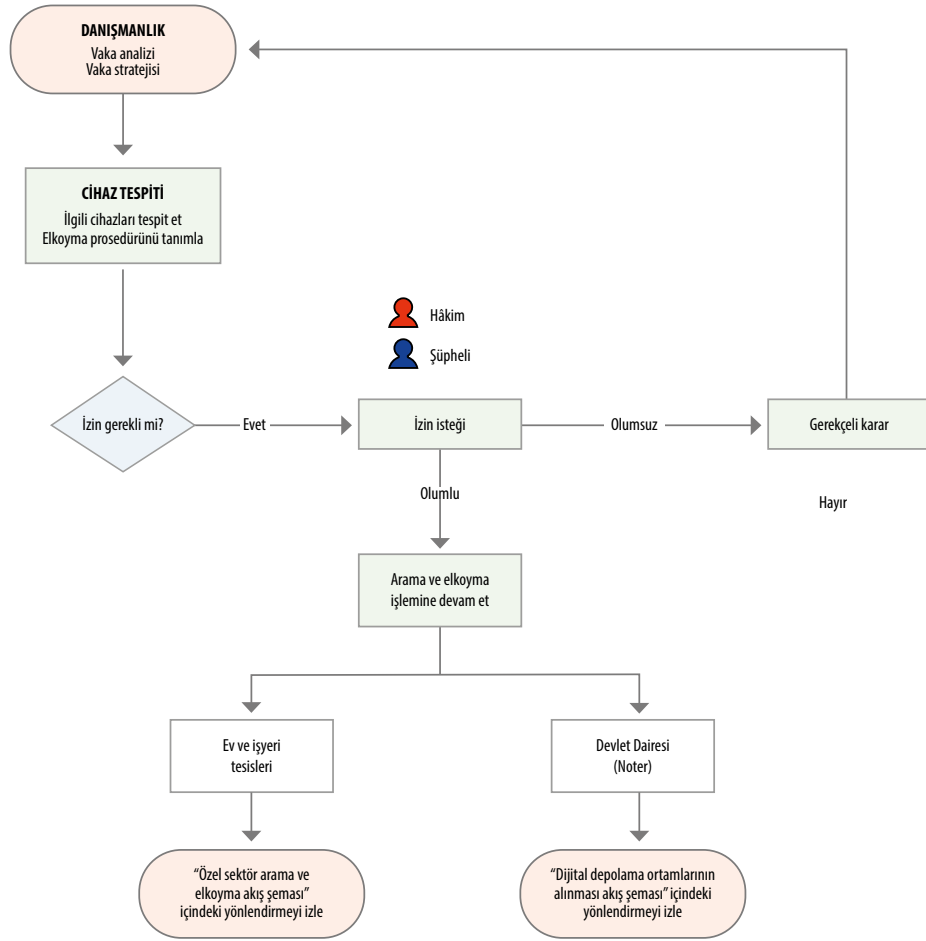 DANIŞMANLIK
Vaka analizi
Vaka stratejisi
CİHAZ TESPİTİ
İlgili cihazları tespit et
Elkoyma prosedürünü tanımla
Hâkim
Şüpheli
İzin gerekli mi?
Evet
İzin isteği
Olumsuz
Gerekçeli karar
Olumlu
Hayır
Arama ve elkoyma
işlemine devam et
Ev ve işyeri
tesisleri
Devlet Dairesi
(Noter)
“Özel sektör arama ve
elkoyma akış şeması”
içindeki yönlendirmeyi izle
“Dijital depolama ortamlarının
alınması akış şeması” içindeki
yönlendirmeyi izle